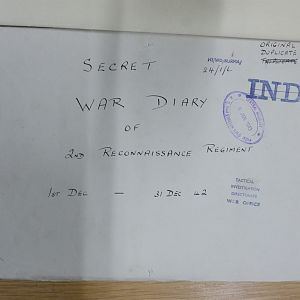 ORIGINAL
DUPLICATE
24/1/L
SECRET
IND
WAR DIARY
OF
2ND RECONNAISSANCE REGIMENT
1ST DEC — 31 DEC 42
TACTICAL
INVESTIGATION
DIRECTORATE
WAR OFFICE